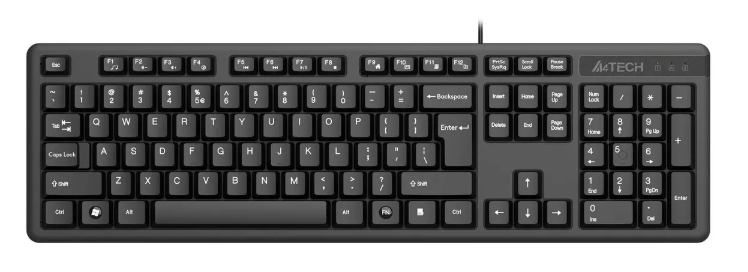 Esc F1 F2 F3 F4 F5 F6 F7 F8 F9 F10 F11 F12 PrtSc SysRq Scroll Lock Pause Break A4TECH
~ ` ! 1 @ 2 # 3 $ 4 % 5 € ^ 6 & 7 * 8 ( 9 ) 0 _ - + = ←Backspace Insert Home Page Up Num Lock / * -
Tab Q W E R T Y U I O P { [ } ] Enter Delete End Page Down 7 Home 8 ↑ 9 Pg Up +
Caps Lock A S D F G H J K L : ; " ' | \ 4 ← 5 6 →
⇧ Shift Z X C V B N M < , > . ? / ⇧ Shift ↑ 1 End 2 ↓ 3 PgDn Enter
Ctrl Alt Alt Fn Ctrl ← ↓ → 0 Ins . Del